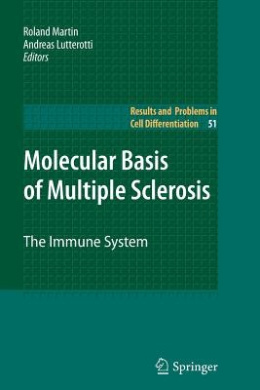 Roland Martin
Andreas Lutterotti
Editors
Results and Problems in
Cell Differentiation 51
Molecular Basis
of Multiple Sclerosis
The Immune System
Springer